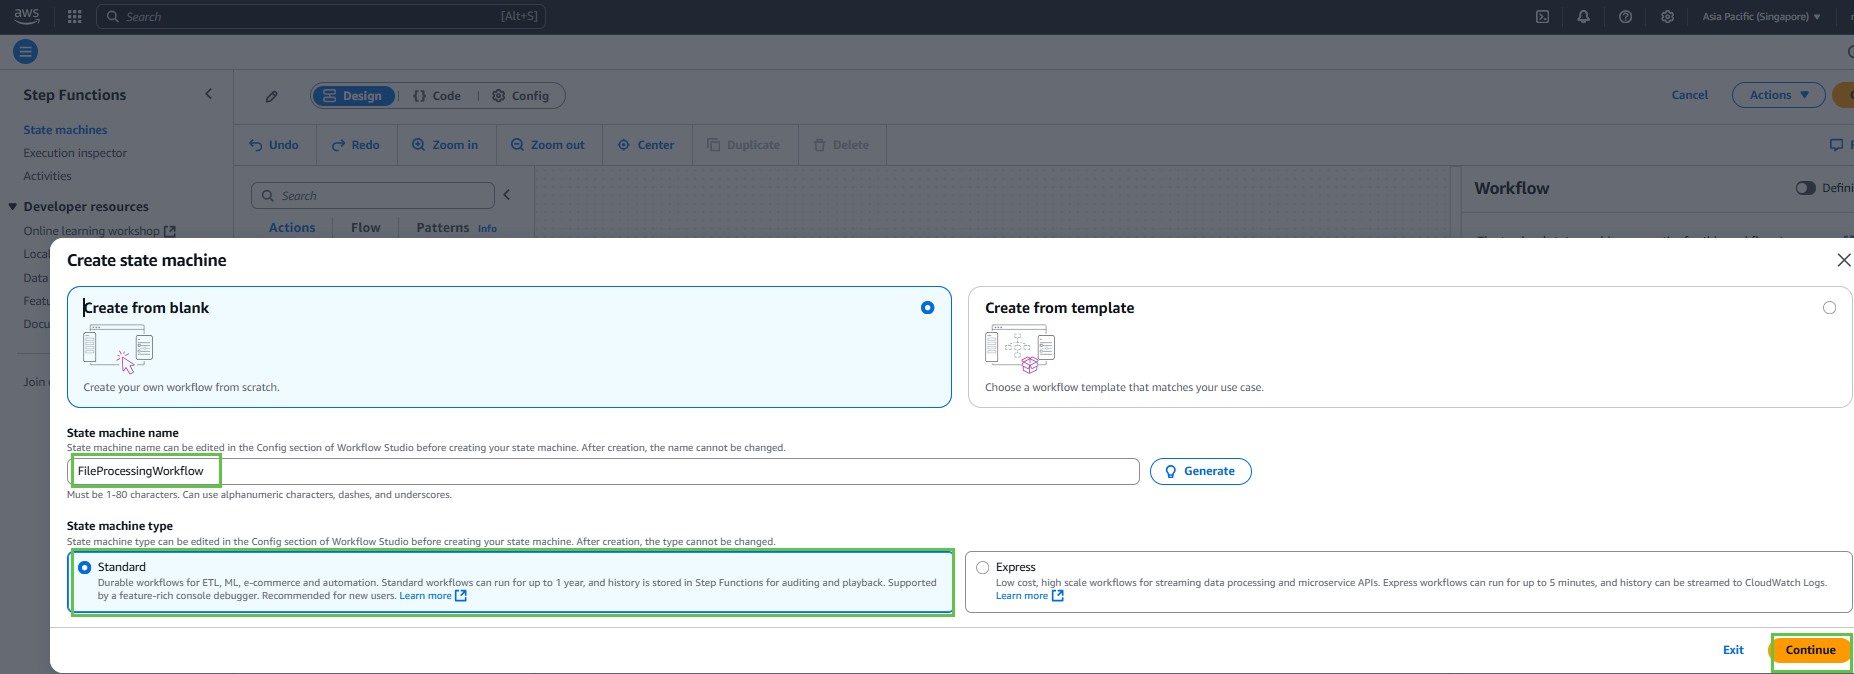 aws
Search [Alt+S]
Asia Pacific (Singapore)
Step Functions
Design Code Config
Cancel Actions
State machines
Execution inspector
Activities
Undo Redo Zoom in Zoom out Center Duplicate Delete
Search
Workflow
Developer resources
Online learning workshop
Actions Flow Patterns Info
Data
Join
Create state machine
Create from blank
Create your own workflow from scratch.
Create from template
Choose a workflow template that matches your use case.
State machine name
State machine name can be edited in the Config section of Workflow Studio before creating your state machine. After creation, the name cannot be changed.
FileProcessingWorkflow
Generate
Must be 1-80 characters. Can use alphanumeric characters, dashes, and underscores.
State machine type
State machine type can be edited in the Config section of Workflow Studio before creating your state machine. After creation, the type cannot be changed.
Standard
Durable workflows for ETL, ML, e-commerce and automation. Standard workflows can run for up to 1 year, and history is stored in Step Functions for auditing and playback. Supported
by a feature-rich console debugger. Recommended for new users. Learn more
Express
Low cost, high scale workflows for streaming data processing and microservice APIs. Express workflows can run for up to 5 minutes, and history can be streamed to CloudWatch Logs.
Learn more
Exit Continue